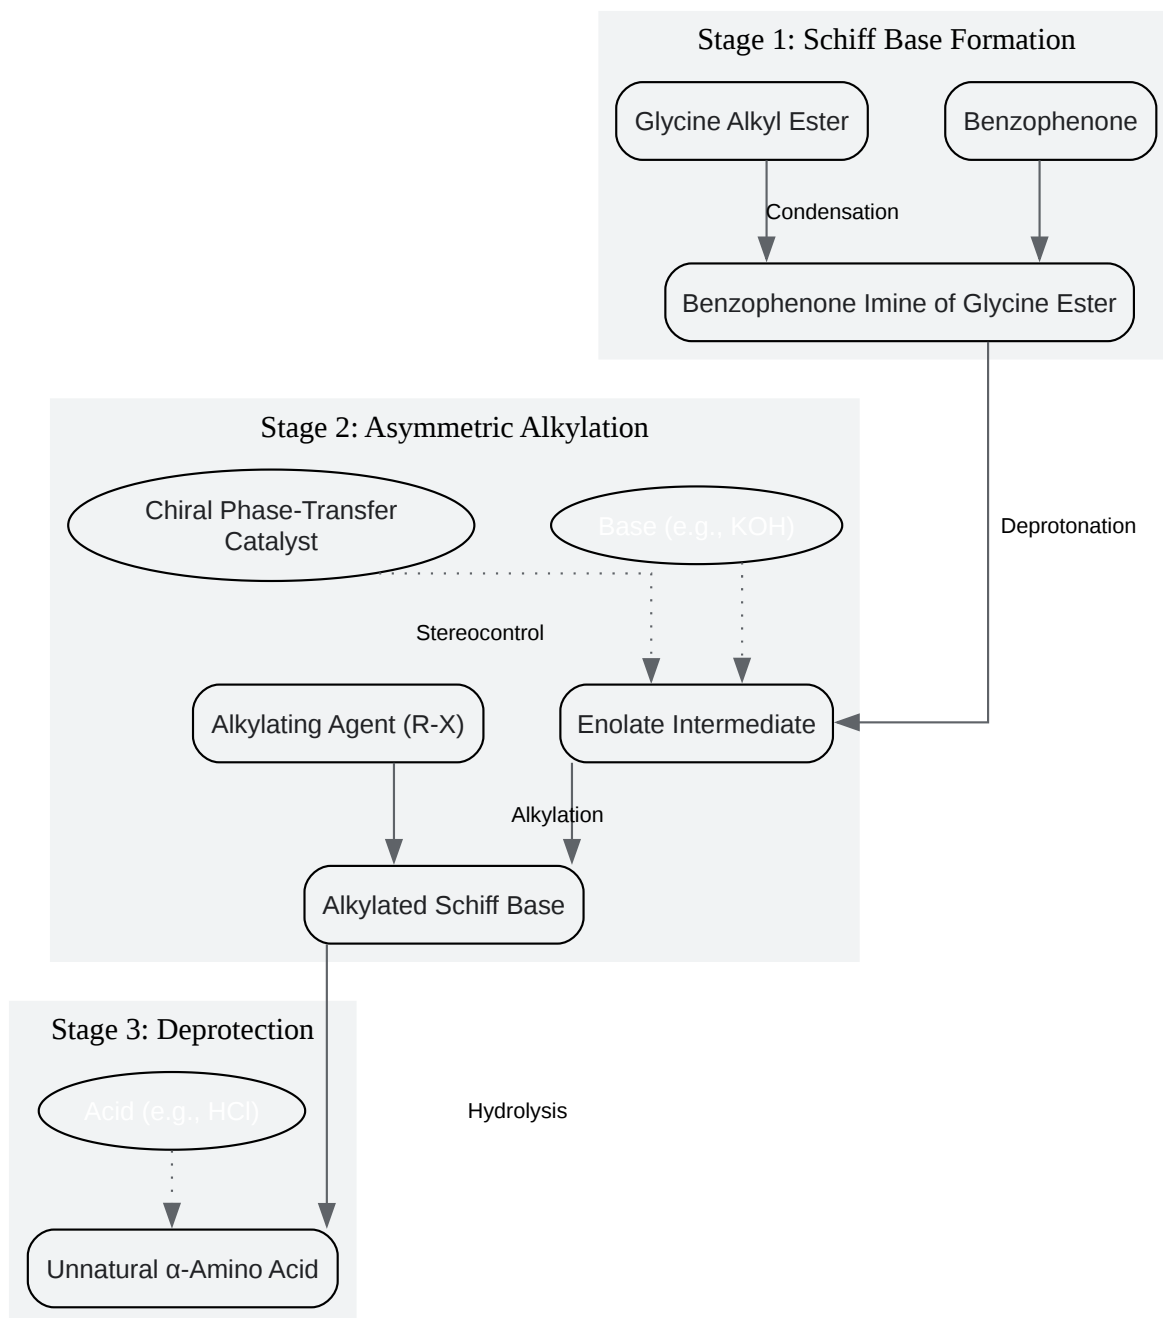 Stage 1: Schiff Base Formation
Glycine Alkyl Ester
Benzophenone
Condensation
Benzophenone Imine of Glycine Ester
Stage 2: Asymmetric Alkylation
Chiral Phase-Transfer
Catalyst
Base (e.g., KOH)
Deprotonation
Stereocontrol
Alkylating Agent (R-X)
Enolate Intermediate
Alkylation
Alkylated Schiff Base
Stage 3: Deprotection
Acid (e.g., HCl)
Hydrolysis
Unnatural α-Amino Acid